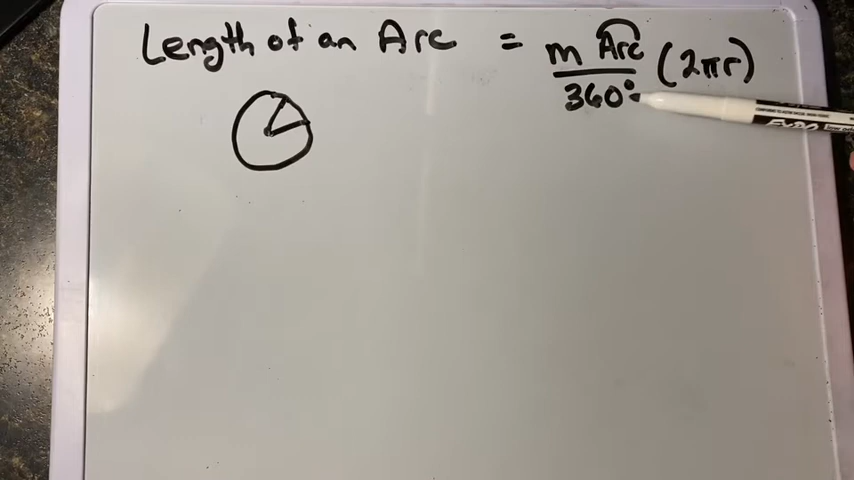 Length of an Arc = m Arc / 360° (2πr)
EXPO